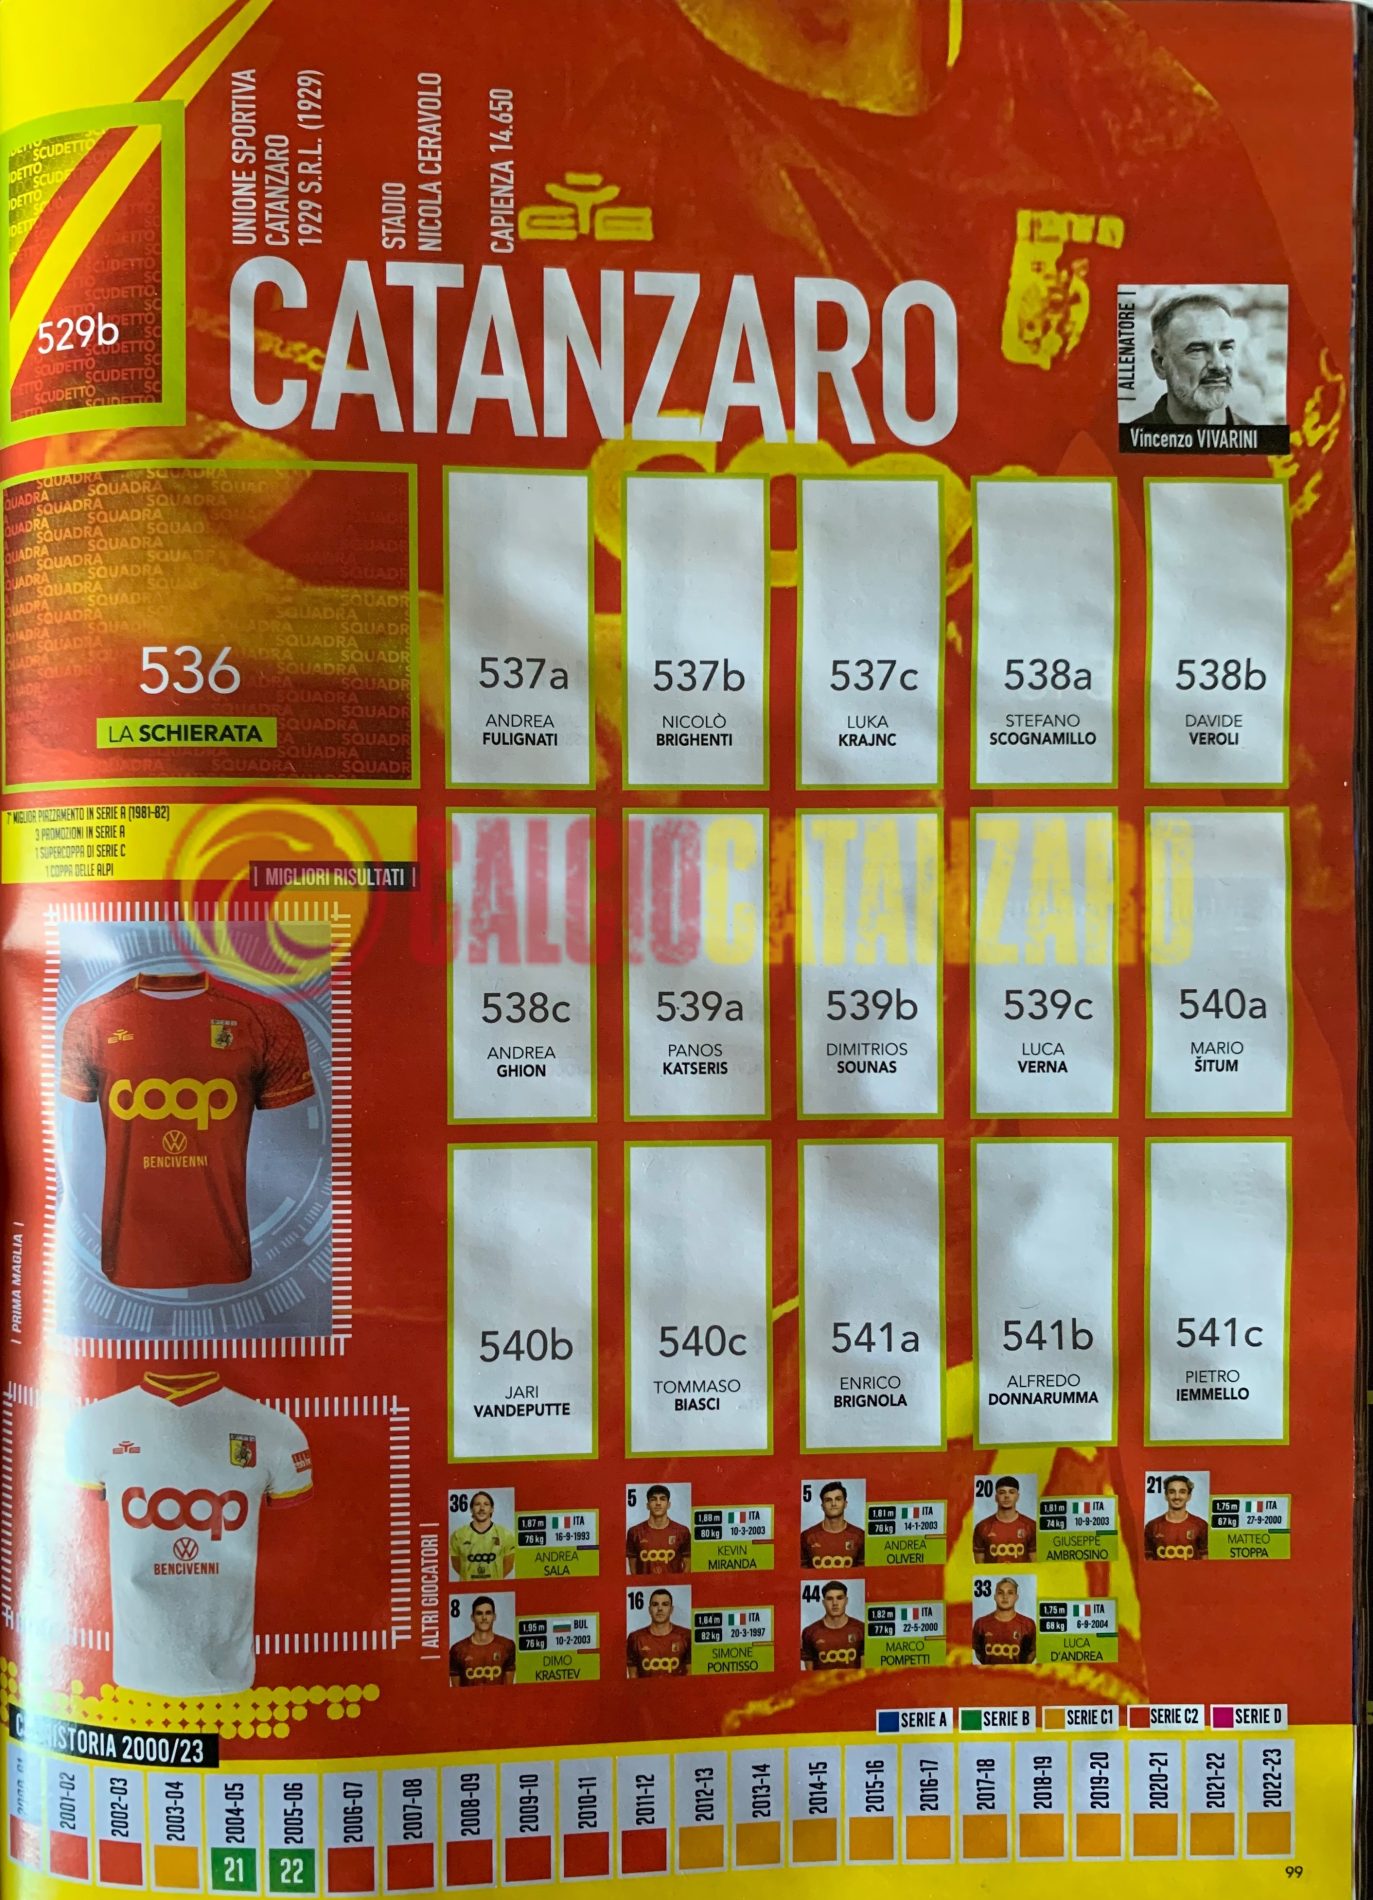 UNIONE SPORTIVA
CATANZARO
1929 S.R.L. (1929)
STADIO
NICOLA CERAVOLO
CAPIENZA 14.650
CATANZARO
529b
SCUDETTO
| ALLENATORE |
Vincenzo VIVARINI
SQUADRA
536
LA SCHIERATA
537a
ANDREA
FULIGNATI
537b
NICOLÒ
BRIGHENTI
537c
LUKA
KRAJNC
538a
STEFANO
SCOGNAMILLO
538b
DAVIDE
VEROLI
7° MIGLIOR PIAZZAMENTO IN SERIE A (1981-82)
3 PROMOZIONI IN SERIE A
1 SUPERCOPPA DI SERIE C
1 COPPA DELLE ALPI
| MIGLIORI RISULTATI |
CALCIOCATANZARO
538c
ANDREA
GHION
539a
PANOS
KATSERIS
539b
DIMITRIOS
SOUNAS
539c
LUCA
VERNA
540a
MARIO
ŠITUM
coop
BENCIVENNI
| PRIMA MAGLIA |
540b
JARI
VANDEPUTTE
540c
TOMMASO
BIASCI
541a
ENRICO
BRIGNOLA
541b
ALFREDO
DONNARUMMA
541c
PIETRO
IEMMELLO
coop
BENCIVENNI
| ALTRI GIOCATORI |
36
1,87 m ITA
76 kg 16-9-1993
ANDREA
SALA
5
1,88 m ITA
80 kg 10-3-2003
KEVIN
MIRANDA
5
1,81 m ITA
76 kg 14-1-2003
ANDREA
OLIVERI
20
1,81 m ITA
74 kg 10-9-2003
GIUSEPPE
AMBROSINO
21
1,75 m ITA
67 kg 27-9-2000
MATTEO
STOPPA
8
1,95 m BUL
76 kg 10-2-2003
DIMO
KRASTEV
16
1,84 m ITA
82 kg 20-3-1997
SIMONE
PONTISSO
44
1,82 m ITA
77 kg 22-5-2000
MARCO
POMPETTI
33
1,75 m ITA
68 kg 6-9-2004
LUCA
D'ANDREA
SERIE A
SERIE B
SERIE C1
SERIE C2
SERIE D
ISTORIA 2000/23
2001-02
2002-03
2003-04
2004-05
2005-06
2006-07
2007-08
2008-09
2009-10
2010-11
2011-12
2012-13
2013-14
2014-15
2015-16
2016-17
2017-18
2018-19
2019-20
2020-21
2021-22
2022-23
21
22
99